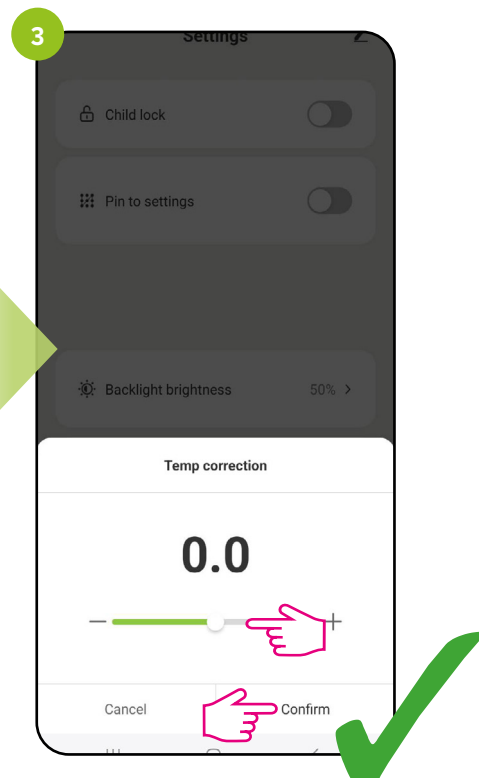 3
Settings
Child lock
Pin to settings
Backlight brightness 50%
Temp correction
0.0
Cancel Confirm